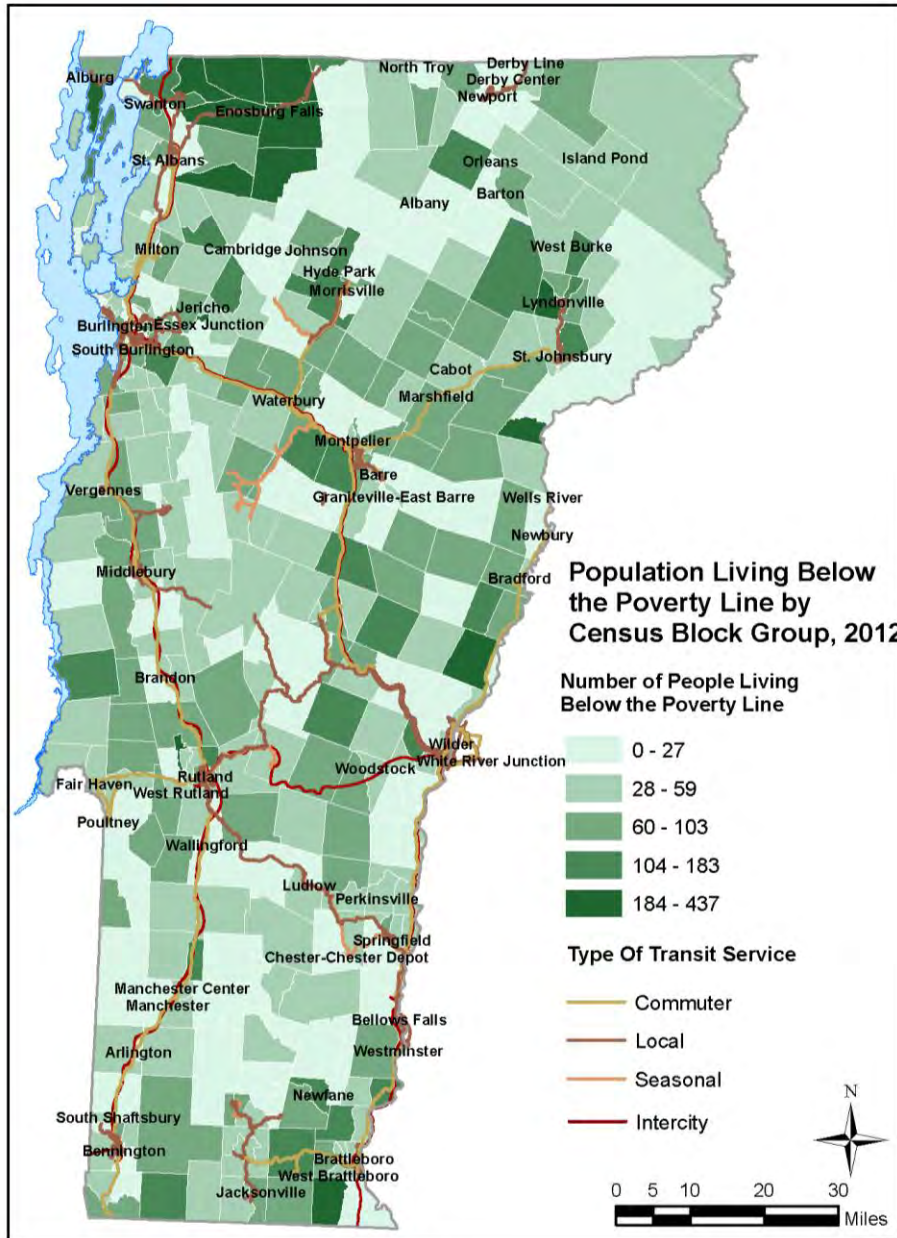 North Troy
Derby Line
Derby Center
Newport
Alburg
Swanton
Enosburg Falls
St. Albans
Orleans
Island Pond
Barton
Albany
Milton
Cambridge
Johnson
West Burke
Hyde Park
Morrisville
Lyndonville
Jericho
Burlington
Essex Junction
South Burlington
St. Johnsbury
Cabot
Marshfield
Waterbury
Montpelier
Barre
Vergennes
Graniteville-East Barre
Wells River
Newbury
Middlebury
Bradford
Brandon
Wilder
White River Junction
Woodstock
Rutland
Fair Haven
West Rutland
Poultney
Wallingford
Ludlow
Perkinsville
Springfield
Chester-Chester Depot
Manchester Center
Manchester
Bellows Falls
Westminster
Arlington
Newfane
South Shaftsbury
Bennington
Brattleboro
West Brattleboro
Jacksonville
Population Living Below
the Poverty Line by
Census Block Group, 2012
Number of People Living
Below the Poverty Line
0 - 27
28 - 59
60 - 103
104 - 183
184 - 437
Type Of Transit Service
Commuter
Local
Seasonal
Intercity
N
0 5 10 20 30
Miles